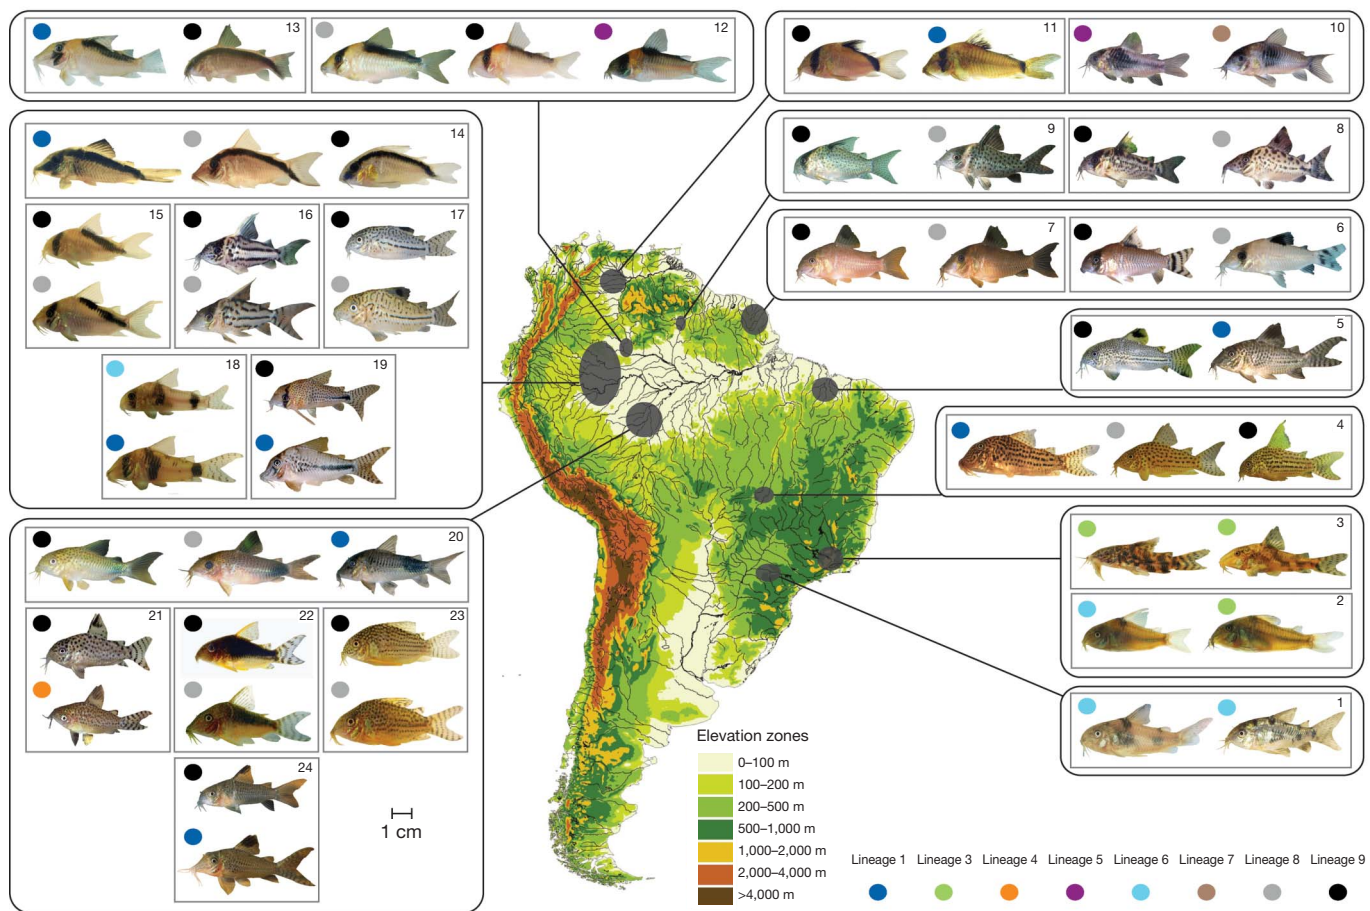 13
12
11
10
14
9
8
15
16
17
7
6
18
19
5
4
20
3
21
22
23
2
24
1
1 cm
Elevation zones
0–100 m
100–200 m
200–500 m
500–1,000 m
1,000–2,000 m
2,000–4,000 m
>4,000 m
Lineage 1 Lineage 3 Lineage 4 Lineage 5 Lineage 6 Lineage 7 Lineage 8 Lineage 9